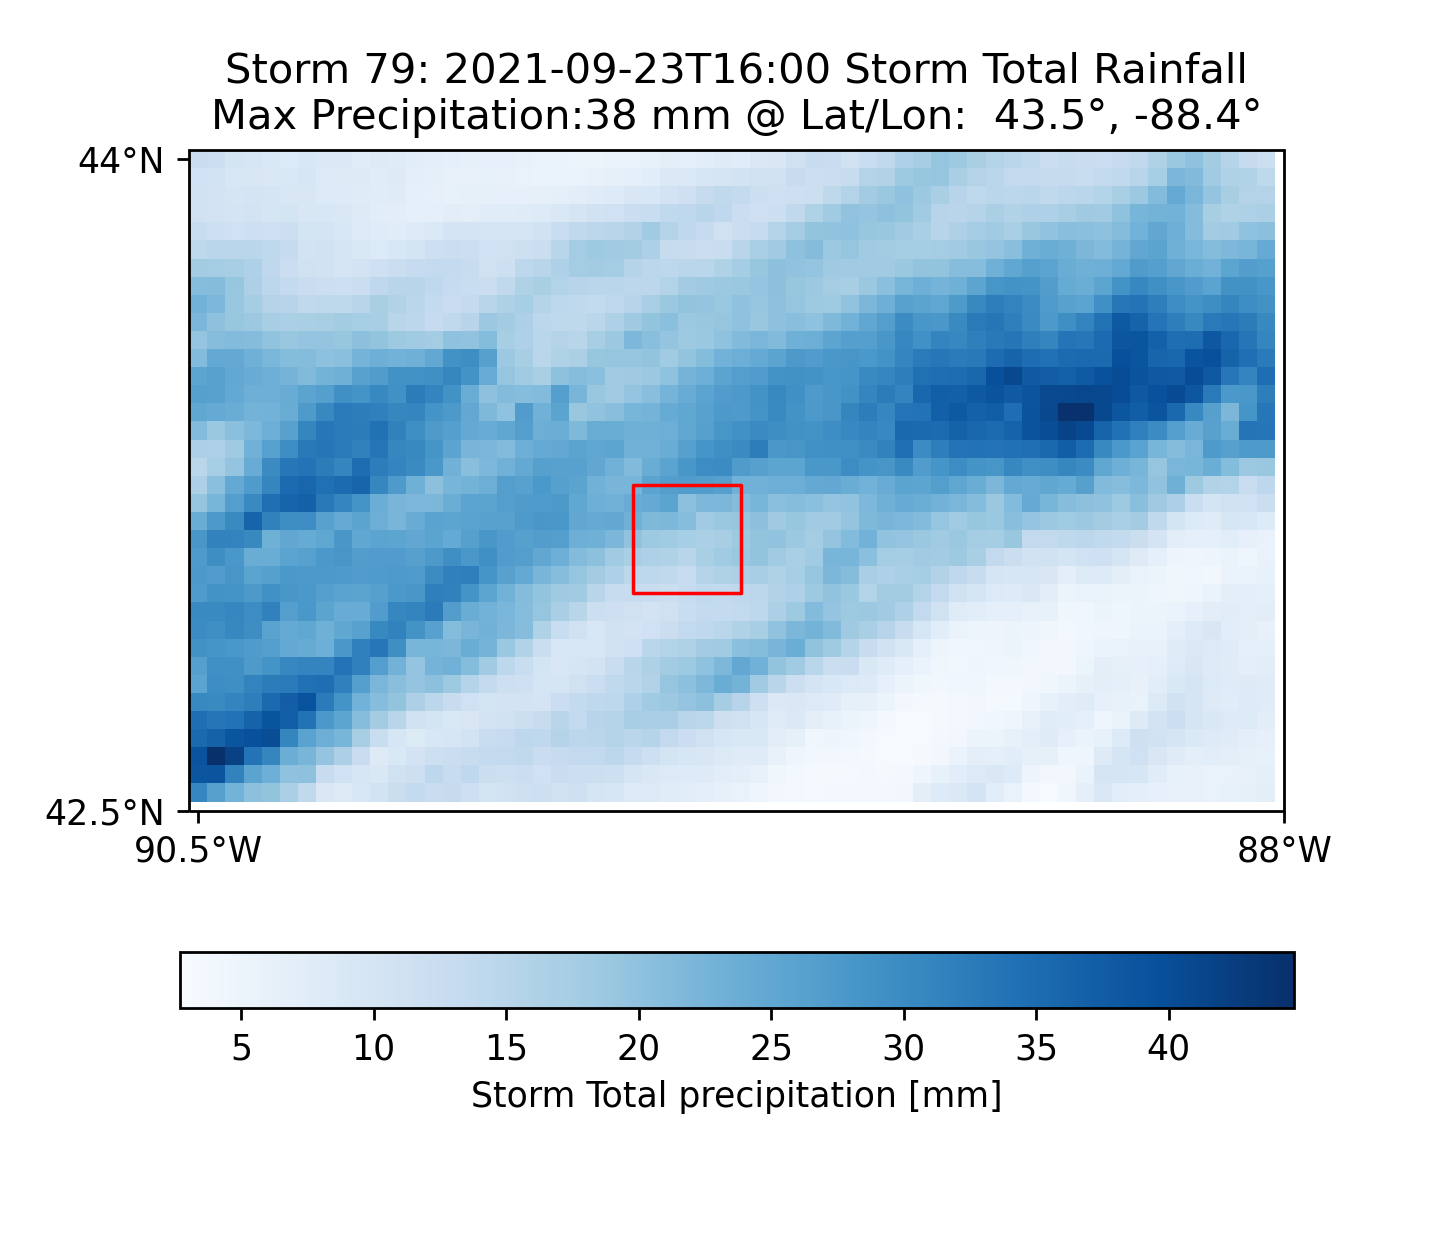 Storm 79: 2021-09-23T16:00 Storm Total Rainfall
Max Precipitation:38 mm @ Lat/Lon:  43.5°, -88.4°
44°N
42.5°N
90.5°W 88°W
5 10 15 20 25 30 35 40
Storm Total precipitation [mm]